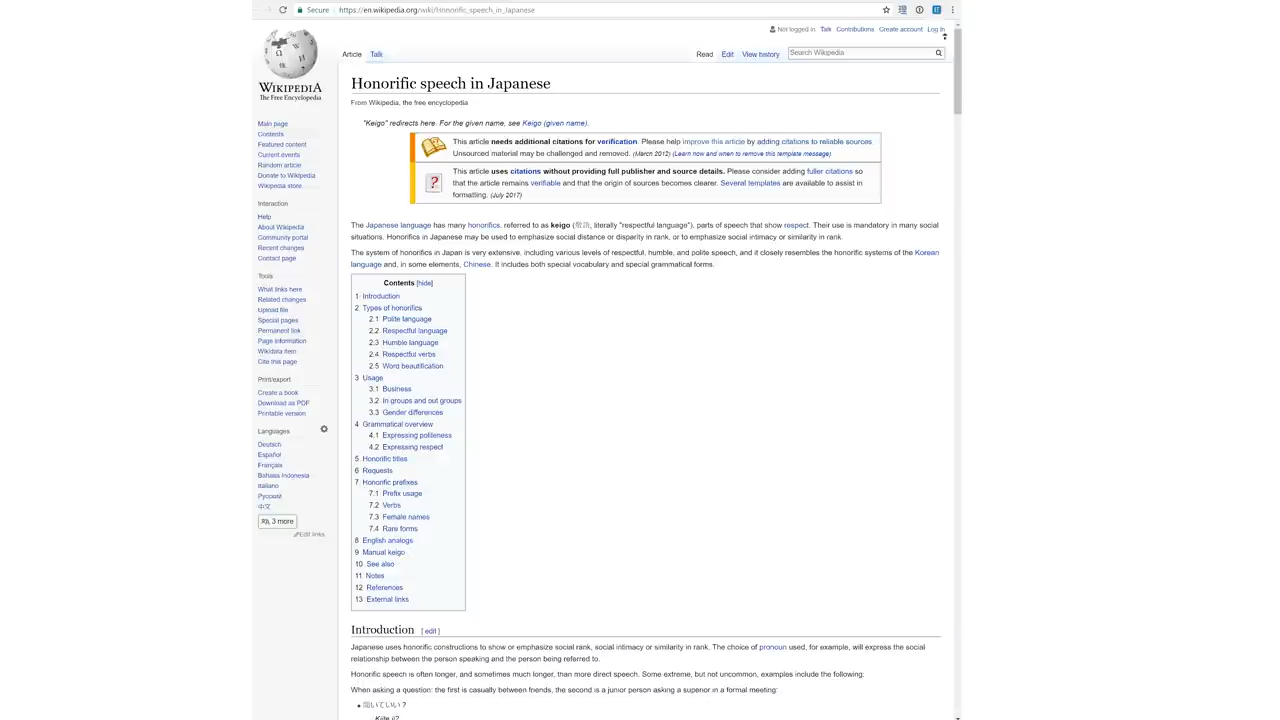 Secure https://en.wikipedia.org/wiki/Honorific_speech_in_Japanese
Not logged in Talk Contributions Create account Log in
Article Talk Read Edit View history Search Wikipedia
WIKIPEDIA
The Free Encyclopedia
Main page
Contents
Featured content
Current events
Random article
Donate to Wikipedia
Wikipedia store
Interaction
Help
About Wikipedia
Community portal
Recent changes
Contact page
Tools
What links here
Related changes
Upload file
Special pages
Permanent link
Page information
Wikidata item
Cite this page
Print/export
Create a book
Download as PDF
Printable version
Languages
Deutsch
Español
Français
Bahasa Indonesia
Italiano
Русский
中文
3 more
Edit links
Honorific speech in Japanese
From Wikipedia, the free encyclopedia
"Keigo" redirects here. For the given name, see Keigo (given name).
This article needs additional citations for verification. Please help improve this article by adding citations to reliable sources.
Unsourced material may be challenged and removed. (March 2012) (Learn how and when to remove this template message)
This article uses citations without providing full publisher and source details. Please consider adding fuller citations so
that the article remains verifiable and that the origin of sources becomes clearer. Several templates are available to assist in
formatting. (July 2017)
The Japanese language has many honorifics, referred to as keigo (敬語, literally "respectful language"), parts of speech that show respect. Their use is mandatory in many social
situations. Honorifics in Japanese may be used to emphasize social distance or disparity in rank, or to emphasize social intimacy or similarity in rank.
The system of honorifics in Japan is very extensive, including various levels of respectful, humble, and polite speech, and it closely resembles the honorific systems of the Korean
language and, in some elements, Chinese. It includes both special vocabulary and special grammatical forms.
Contents [hide]
1 Introduction
2 Types of honorifics
2.1 Polite language
2.2 Respectful language
2.3 Humble language
2.4 Respectful verbs
2.5 Word beautification
3 Usage
3.1 Business
3.2 In groups and out groups
3.3 Gender differences
4 Grammatical overview
4.1 Expressing politeness
4.2 Expressing respect
5 Honorific titles
6 Requests
7 Honorific prefixes
7.1 Prefix usage
7.2 Verbs
7.3 Female names
7.4 Rare forms
8 English analogs
9 Manual keigo
10 See also
11 Notes
12 References
13 External links
Introduction [ edit ]
Japanese uses honorific constructions to show or emphasize social rank, social intimacy or similarity in rank. The choice of pronoun used, for example, will express the social
relationship between the person speaking and the person being referred to.
Honorific speech is often longer, and sometimes much longer, than more direct speech. Some extreme, but not uncommon, examples include the following:
When asking a question: the first is casually between friends, the second is a junior person asking a superior in a formal meeting:
• 聞いていい？
Kiite ii?